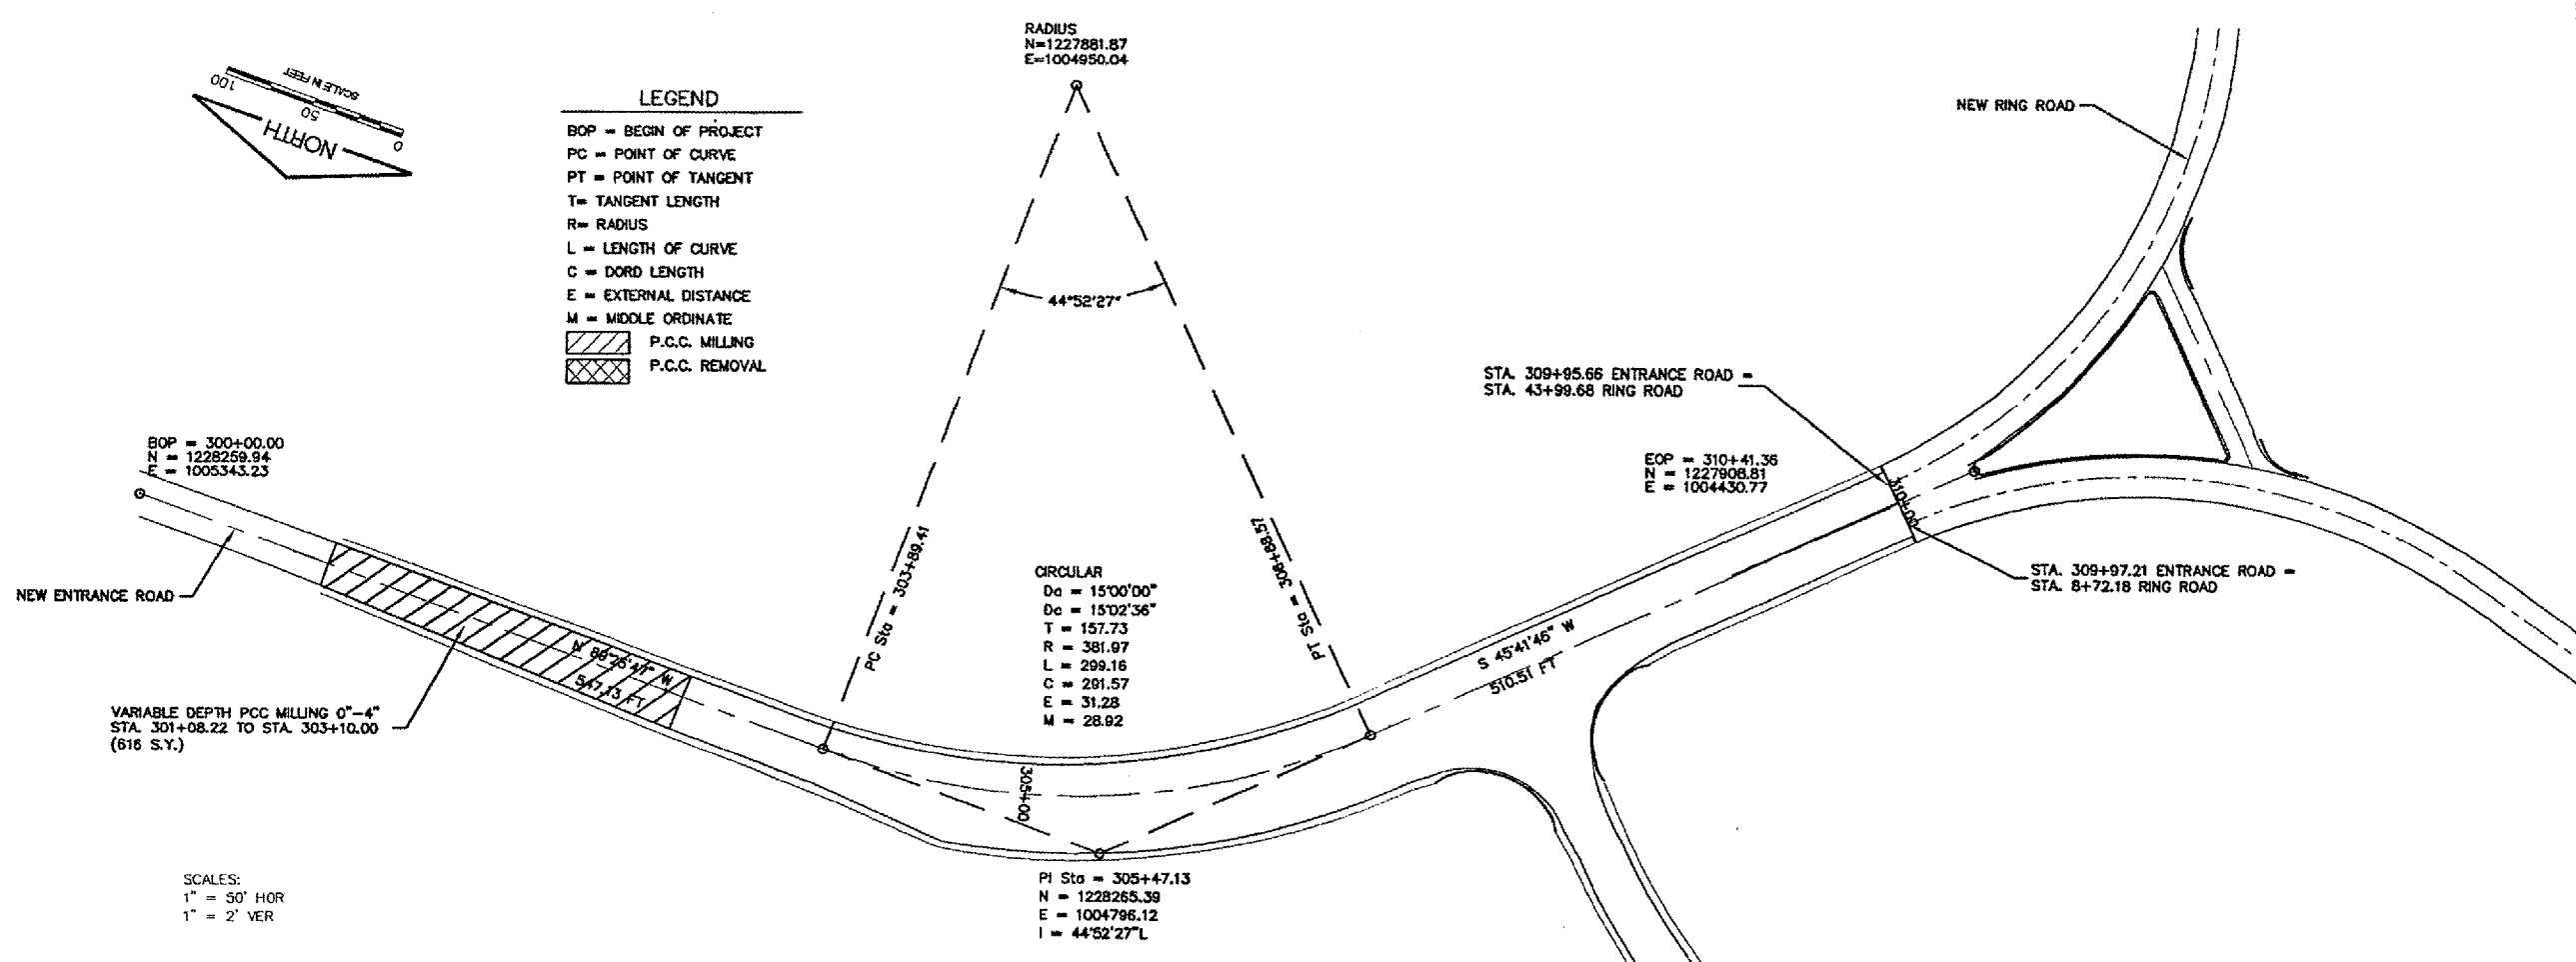 RADIUS
N=1227881.87
E=1004950.04
SCALE IN FEET
100
50
0
NORTH
LEGEND
BOP = BEGIN OF PROJECT
PC = POINT OF CURVE
PT = POINT OF TANGENT
T= TANGENT LENGTH
R= RADIUS
L = LENGTH OF CURVE
C = DORD LENGTH
E = EXTERNAL DISTANCE
M = MIDDLE ORDINATE
P.C.C. MILLING
P.C.C. REMOVAL
44°52'27"
NEW RING ROAD
STA. 309+95.66 ENTRANCE ROAD =
STA. 43+99.68 RING ROAD
BOP = 300+00.00
N = 1228259.94
E = 1005343.23
EOP = 310+41.36
N = 1227908.81
E = 1004430.77
310+00
NEW ENTRANCE ROAD
PC Sta = 303+89.41
CIRCULAR
Da = 15°00'00"
Dc = 15°02'36"
T = 157.73
R = 381.97
L = 299.16
C = 291.57
E = 31.28
M = 28.92
PT Sta = 306+88.57
STA. 309+97.21 ENTRANCE ROAD =
STA. 8+72.18 RING ROAD
S 45°41'46" W
510.51 FT
W
547.13 FT
VARIABLE DEPTH PCC MILLING 0"-4"
STA. 301+08.22 TO STA. 303+10.00
(616 S.Y.)
305+00
SCALES:
1" = 50' HOR
1" = 2' VER
PI Sta = 305+47.13
N = 1228265.39
E = 1004796.12
I = 44°52'27"L